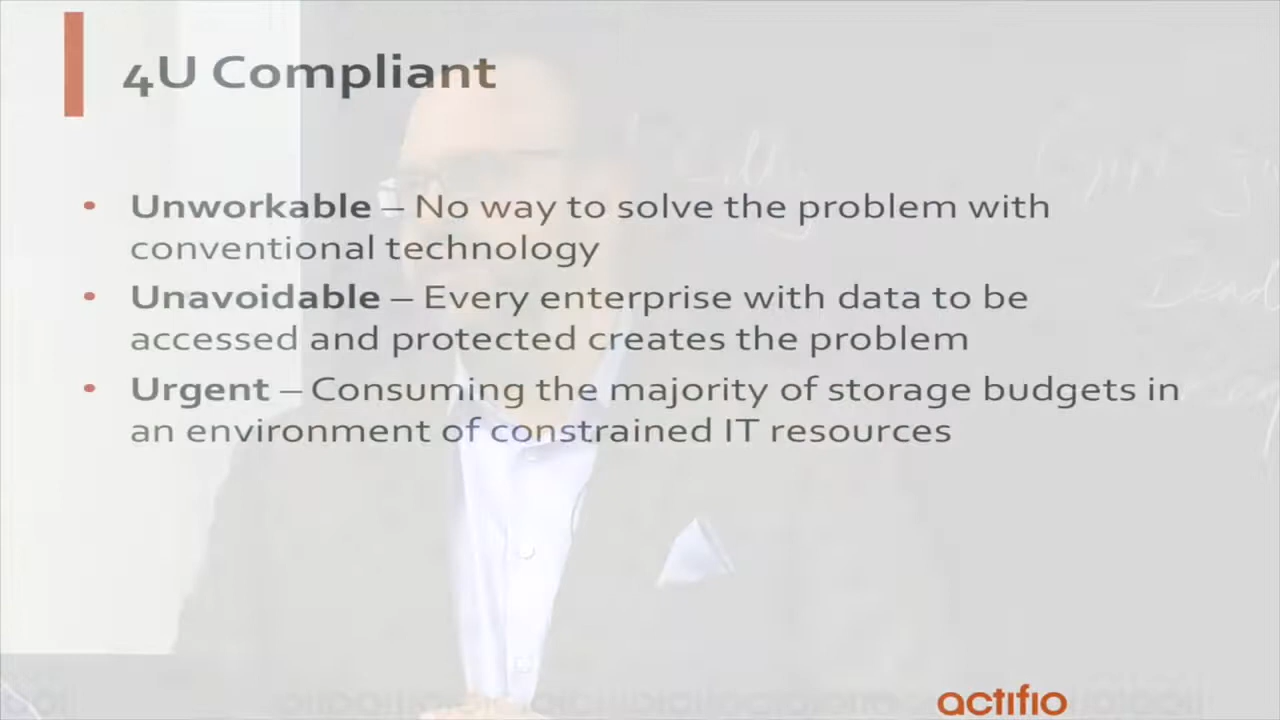 4U Compliant
• Unworkable – No way to solve the problem with
conventional technology
• Unavoidable – Every enterprise with data to be
accessed and protected creates the problem
• Urgent – Consuming the majority of storage budgets in
an environment of constrained IT resources
actifio